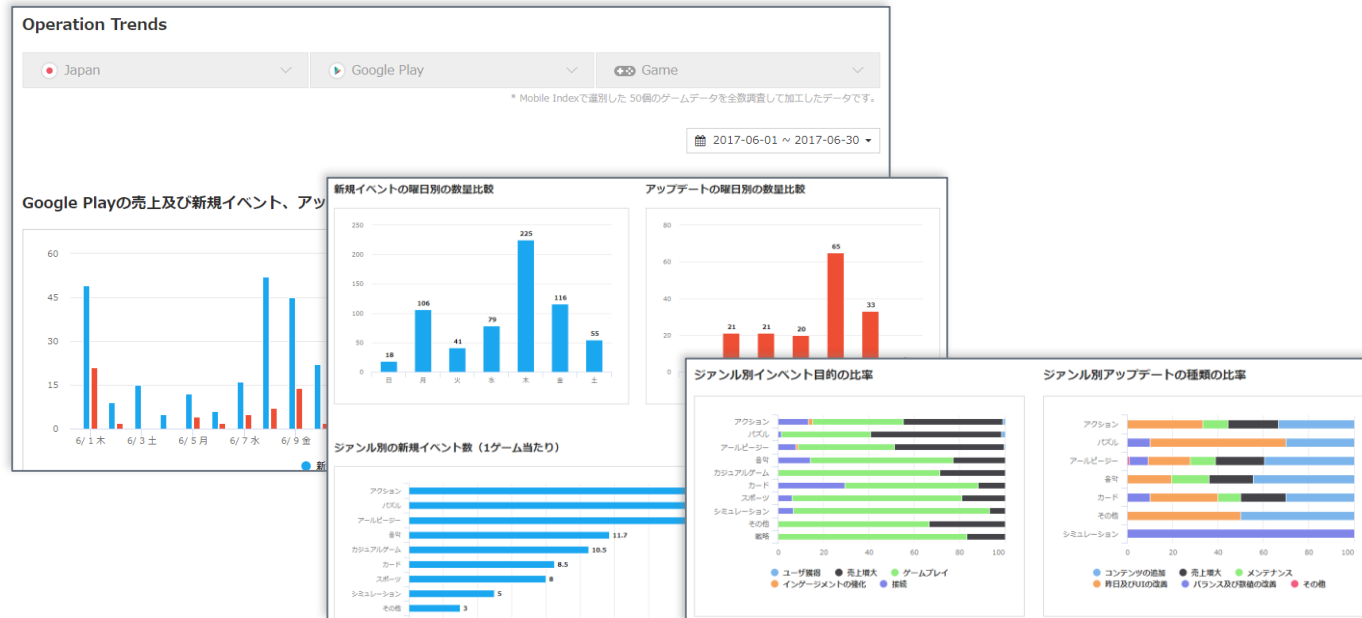 Operation Trends
Japan
Google Play
Game
* Mobile Indexで選別した 50個のゲームデータを全数調査して加工したデータです。
2017-06-01 ~ 2017-06-30
Google Playの売上及び新規イベント、アッ
60
45
30
15
0
6/ 1 木 6/ 3 土 6/ 5 月 6/ 7 水 6/ 9 金
新
新規イベントの曜日別の数量比較
250
200
150
100
50
0
18 106 41 79 225 116 55
日 月 火 水 木 金 土
アップデートの曜日別の数量比較
80
60
40
20
0
21 21 20 65 33
ジャンル別の新規イベント数（1ゲーム当たり）
アクション
パズル
アールピージー
音악 11.7
カジュアルゲーム 10.5
カード 8.5
スポーツ 8
シミュレーション 5
その他 3
ジァンル別インベント目的の比率
アクション
パズル
アールピージー
音악
カジュアルゲーム
カード
スポーツ
シミュレーション
その他
戦略
0 20 40 60 80 100
ユーザ獲得 売上増大 ゲームプレイ
インゲージメントの強化 接続
ジァンル別アップデートの種類の比率
アクション
パズル
アールピージー
音악
カード
その他
シミュレーション
0 20 40 60 80 100
コンテンツの追加 売上増大 メンテナンス
昨日及びUIの改善 バランス及び数値の改善 その他